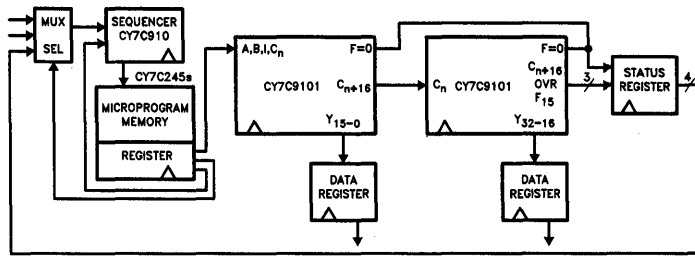 MUX
SEL
SEQUENCER
CY7C910
CY7C245s
MICROPROGRAM
MEMORY
REGISTER
A,B,I,Cn
F=0
CY7C9101
Cn+16
Y15-0
DATA
REGISTER
F=0
Cn+16
Cn CY7C9101
OVR
F15
Y32-16
DATA
REGISTER
3
STATUS
REGISTER
4